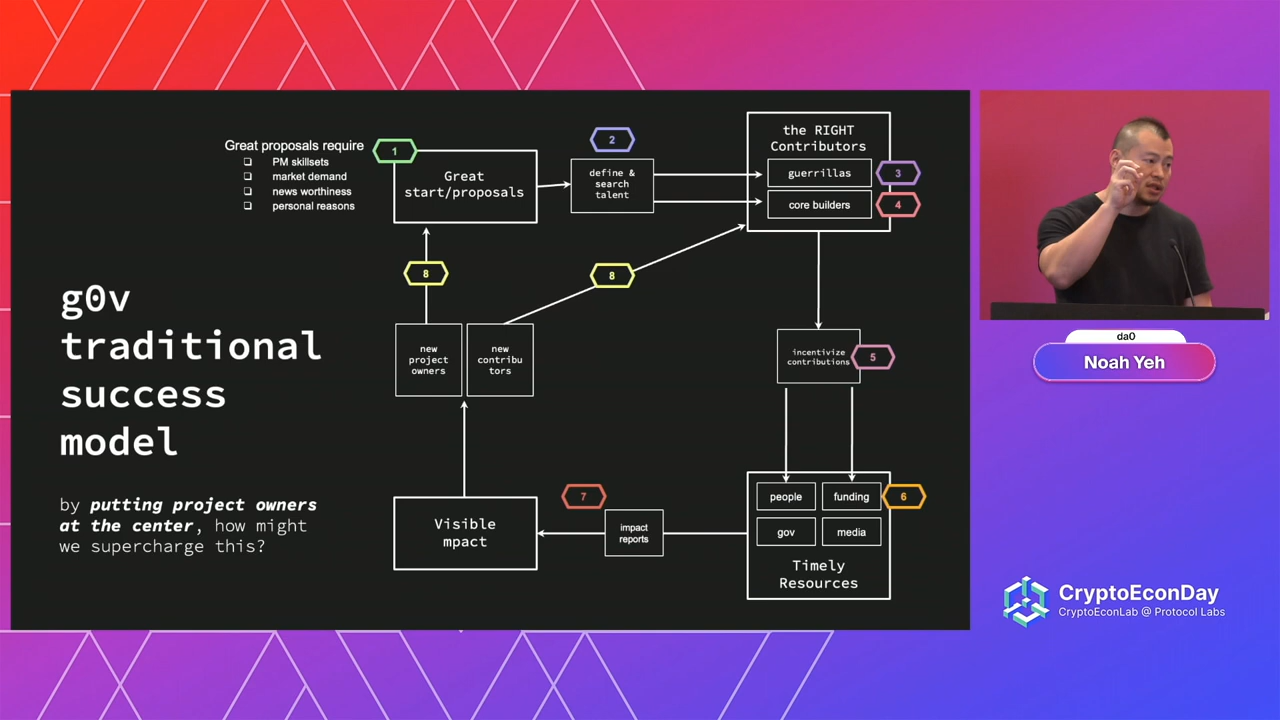 Great proposals require
PM skillsets
market demand
news worthiness
personal reasons
1
Great
start/proposals
2
define &
search
talent
the RIGHT
Contributors
guerrillas
3
core builders
4
8
8
g0v
traditional
success
model
by putting project owners
at the center, how might
we supercharge this?
new
project
owners
new
contribu
tors
incentivize
contributions
5
people
funding
6
gov
media
Timely
Resources
7
impact
reports
Visible
mpact
da0
Noah Yeh
CryptoEconDay
CryptoEconLab @ Protocol Labs